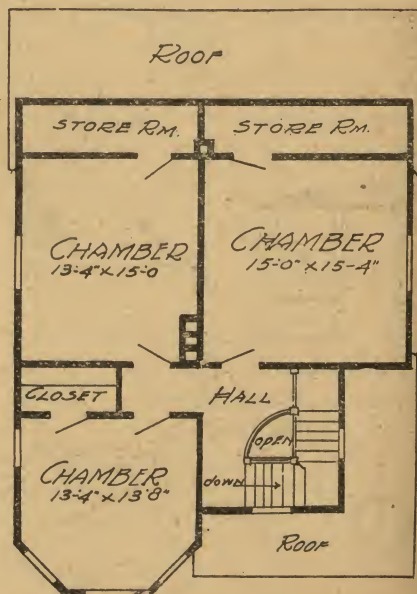 ROOF
STORE RM.
STORE RM.
CHAMBER
13'-4" x 15'-0
CHAMBER
15'-0" x 15'-4"
CLOSET
HALL
OPEN
DOWN
CHAMBER
13'-4" x 13'8"
ROOF